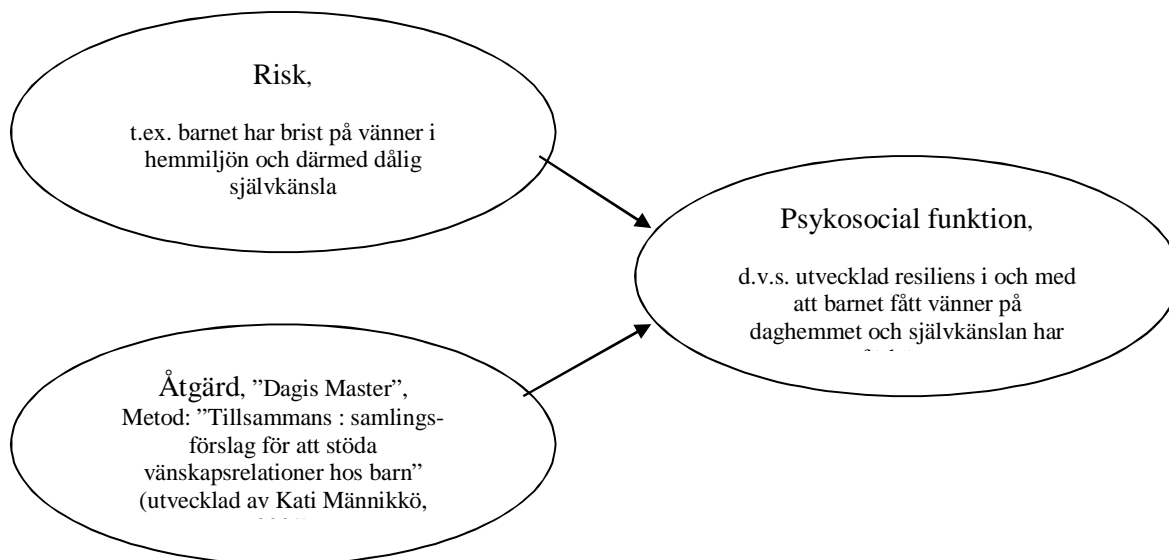 Risk,
t.ex. barnet har brist på vänner i
hemmiljön och därmed dålig
självkänsla
Psykosocial funktion,
d.v.s. utvecklad resiliens i och med
att barnet fått vänner på
daghemmet och självkänslan har
Åtgärd, ”Dagis Master”,
Metod: ”Tillsammans : samlings-
förslag för att stöda
vänskapsrelationer hos barn”
(utvecklad av Kati Männikkö,